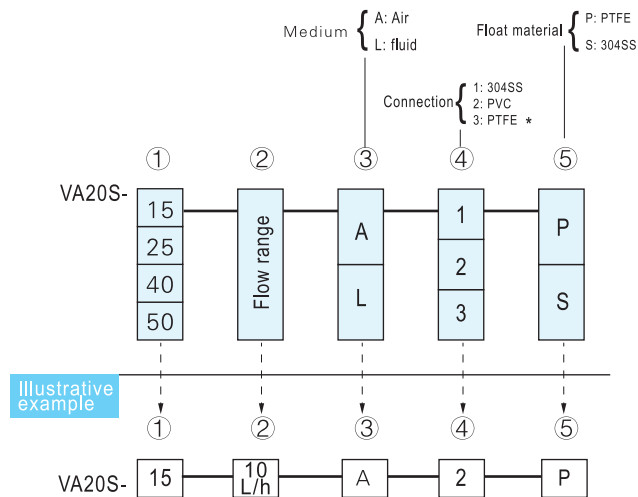 Medium { A: Air
L: fluid
Float material { P: PTFE
S: 304SS
Connection { 1: 304SS
2: PVC
3: PTFE *
① ② ③ ④ ⑤
VA20S-
15
25
40
50
Flow range
A
L
1
2
3
P
S
Illustrative
example
① ② ③ ④ ⑤
VA20S- 15 10 L/h A 2 P